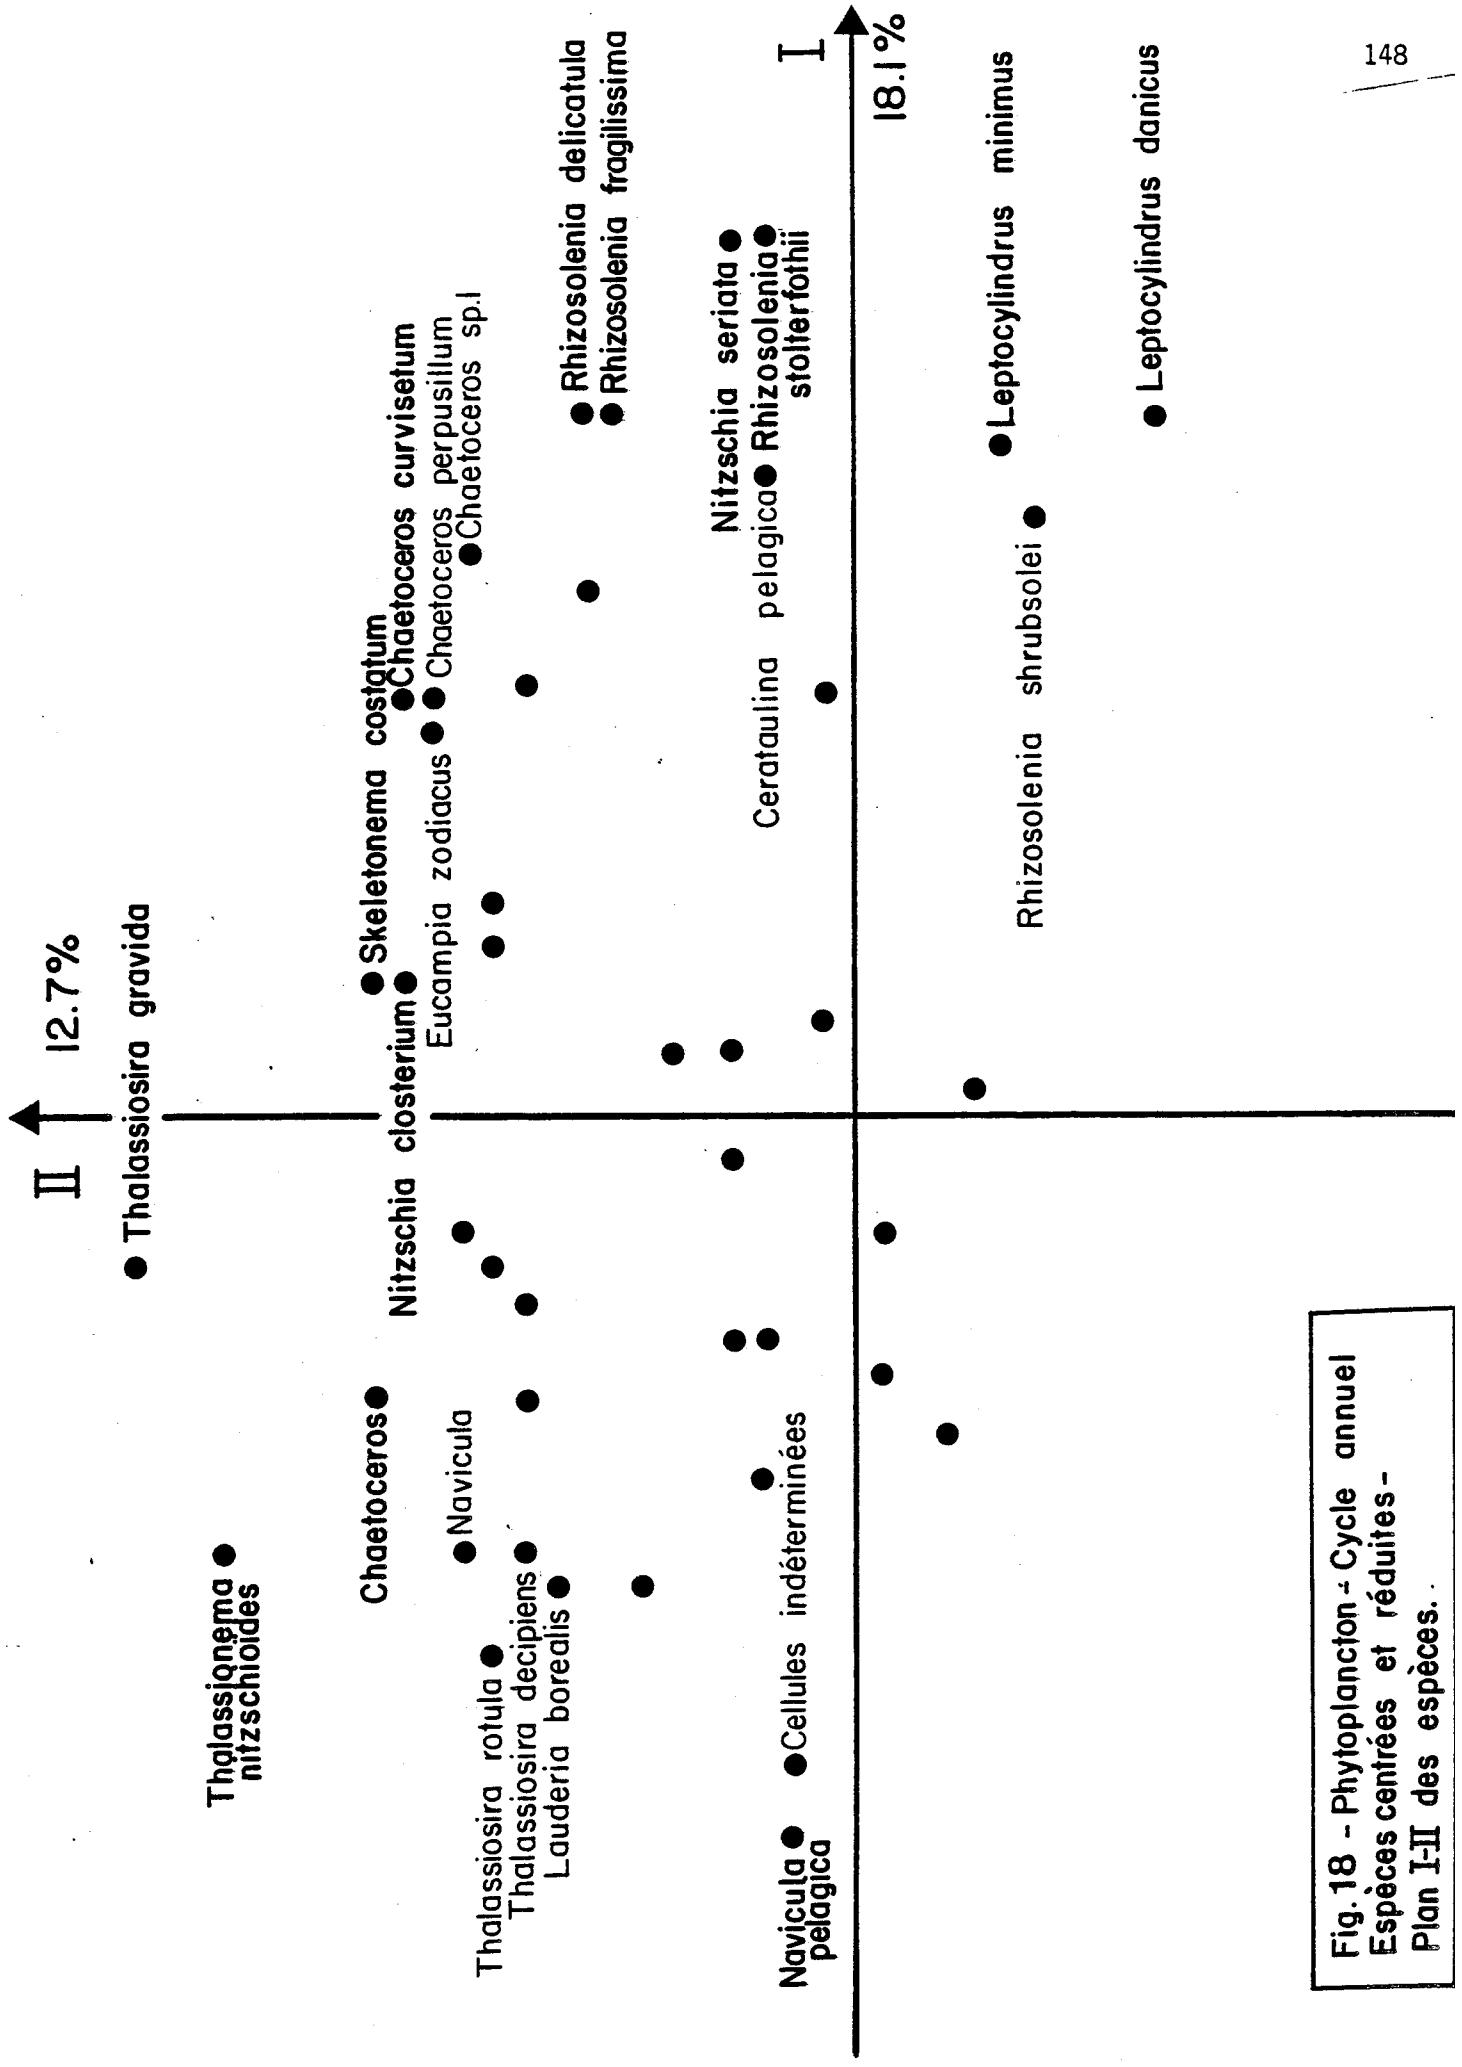 148
II 12.7%
Thalassiosira gravida
Thalassionema
nitzschioides
Skeletonema costatum
Chaetoceros
Chaetoceros curvisetum
Nitzschia closterium
Chaetoceros perpusillum
Eucampia zodiacus
Navicula
Chaetoceros sp.1
Thalassiosira rotula
Thalassiosira decipiens
Lauderia borealis
Rhizosolenia delicatula
Rhizosolenia fragilissima
Nitzschia seriata
Cerataulina pelagica
Rhizosolenia
stolterfothii
Cellules indéterminées
Navicula
pelagica
I
18.1%
Leptocylindrus minimus
Rhizosolenia shrubsolei
Leptocylindrus danicus
Fig. 18 - Phytoplancton - Cycle annuel
Espèces centrées et réduites -
Plan I-II des espèces.